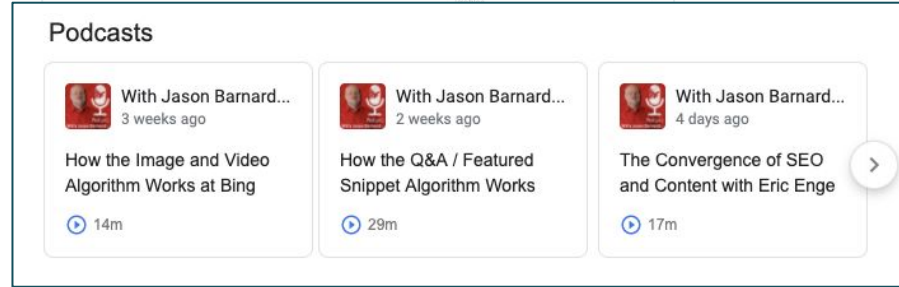 Podcasts
With Jason Barnard...
3 weeks ago
How the Image and Video
Algorithm Works at Bing
14m
With Jason Barnard...
2 weeks ago
How the Q&A / Featured
Snippet Algorithm Works
29m
With Jason Barnard...
4 days ago
The Convergence of SEO
and Content with Eric Enge
17m